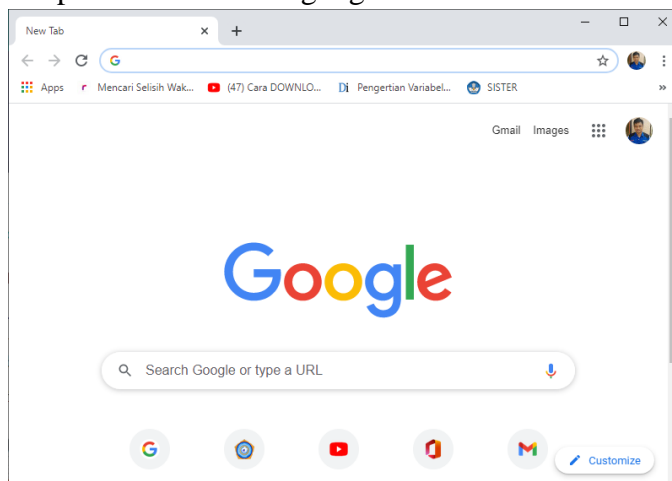 New Tab
Apps Mencari Selisih Wak... (47) Cara DOWNLO... Di Pengertian Variabel... SISTER
Gmail Images
Google
Search Google or type a URL
Customize